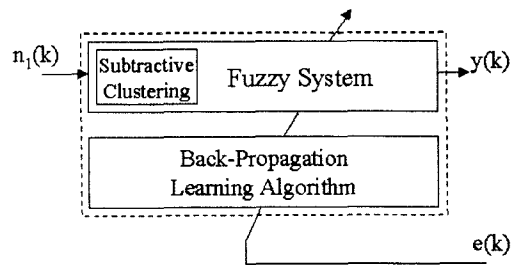 n₁(k)
Subtractive
Clustering
Fuzzy System
y(k)
Back-Propagation
Learning Algorithm
e(k)